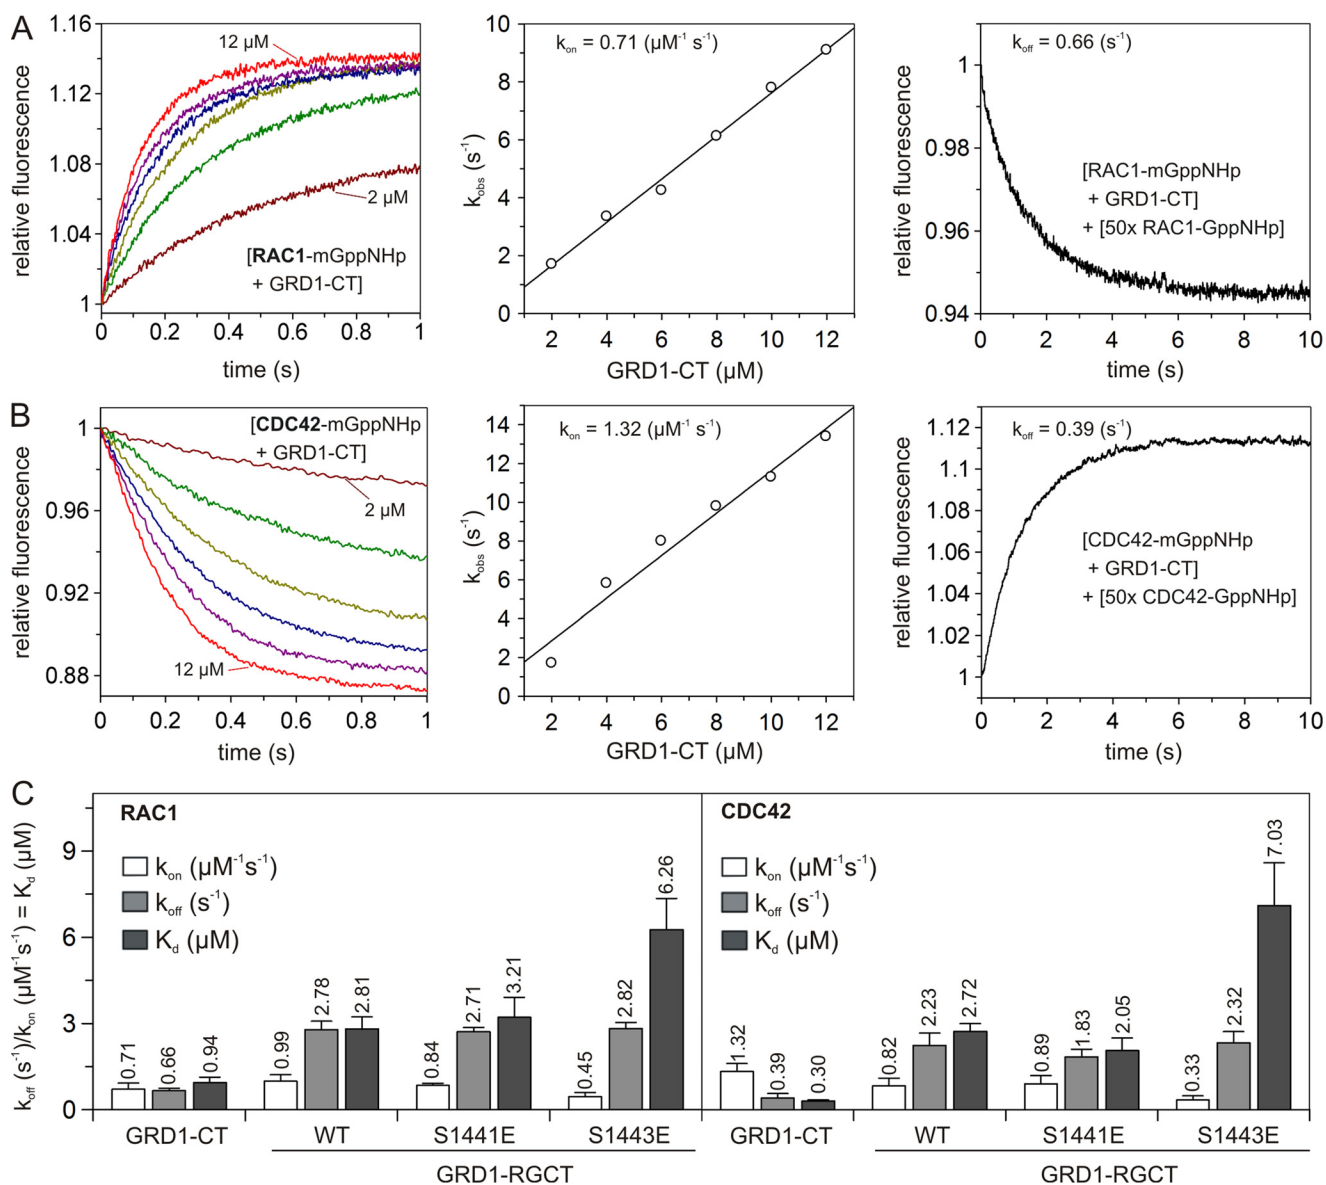 A
relative fluorescence
1.16
1.12
1.08
1.04
1
12 µM
2 µM
[RAC1-mGppNHp
+ GRD1-CT]
0 0.2 0.4 0.6 0.8 1
time (s)
kobs (s-1)
10
8
6
4
2
0
kon = 0.71 (µM-1 s-1)
2 4 6 8 10 12
GRD1-CT (µM)
relative fluorescence
koff = 0.66 (s-1)
1
0.98
0.96
0.94
[RAC1-mGppNHp
+ GRD1-CT]
+ [50x RAC1-GppNHp]
0 2 4 6 8 10
time (s)
B
relative fluorescence
1
0.96
0.92
0.88
[CDC42-mGppNHp
+ GRD1-CT]
2 µM
12 µM
0 0.2 0.4 0.6 0.8 1
time (s)
kobs (s-1)
14
12
10
8
6
4
2
0
kon = 1.32 (µM-1 s-1)
2 4 6 8 10 12
GRD1-CT (µM)
relative fluorescence
1.12
1.1
1.08
1.06
1.04
1.02
1
koff = 0.39 (s-1)
[CDC42-mGppNHp
+ GRD1-CT]
+ [50x CDC42-GppNHp]
0 2 4 6 8 10
time (s)
C
koff (s-1)/kon (µM-1s-1) = Kd (µM)
9
6
3
0
RAC1
kon (µM-1s-1)
koff (s-1)
Kd (µM)
0.71 0.66 0.94
0.99 2.78 2.81
0.84 2.71 3.21
0.45 2.82 6.26
GRD1-CT WT S1441E S1443E
GRD1-RGCT
CDC42
kon (µM-1s-1)
koff (s-1)
Kd (µM)
1.32 0.39 0.30
0.82 2.23 2.72
0.89 1.83 2.05
0.33 2.32 7.03
GRD1-CT WT S1441E S1443E
GRD1-RGCT